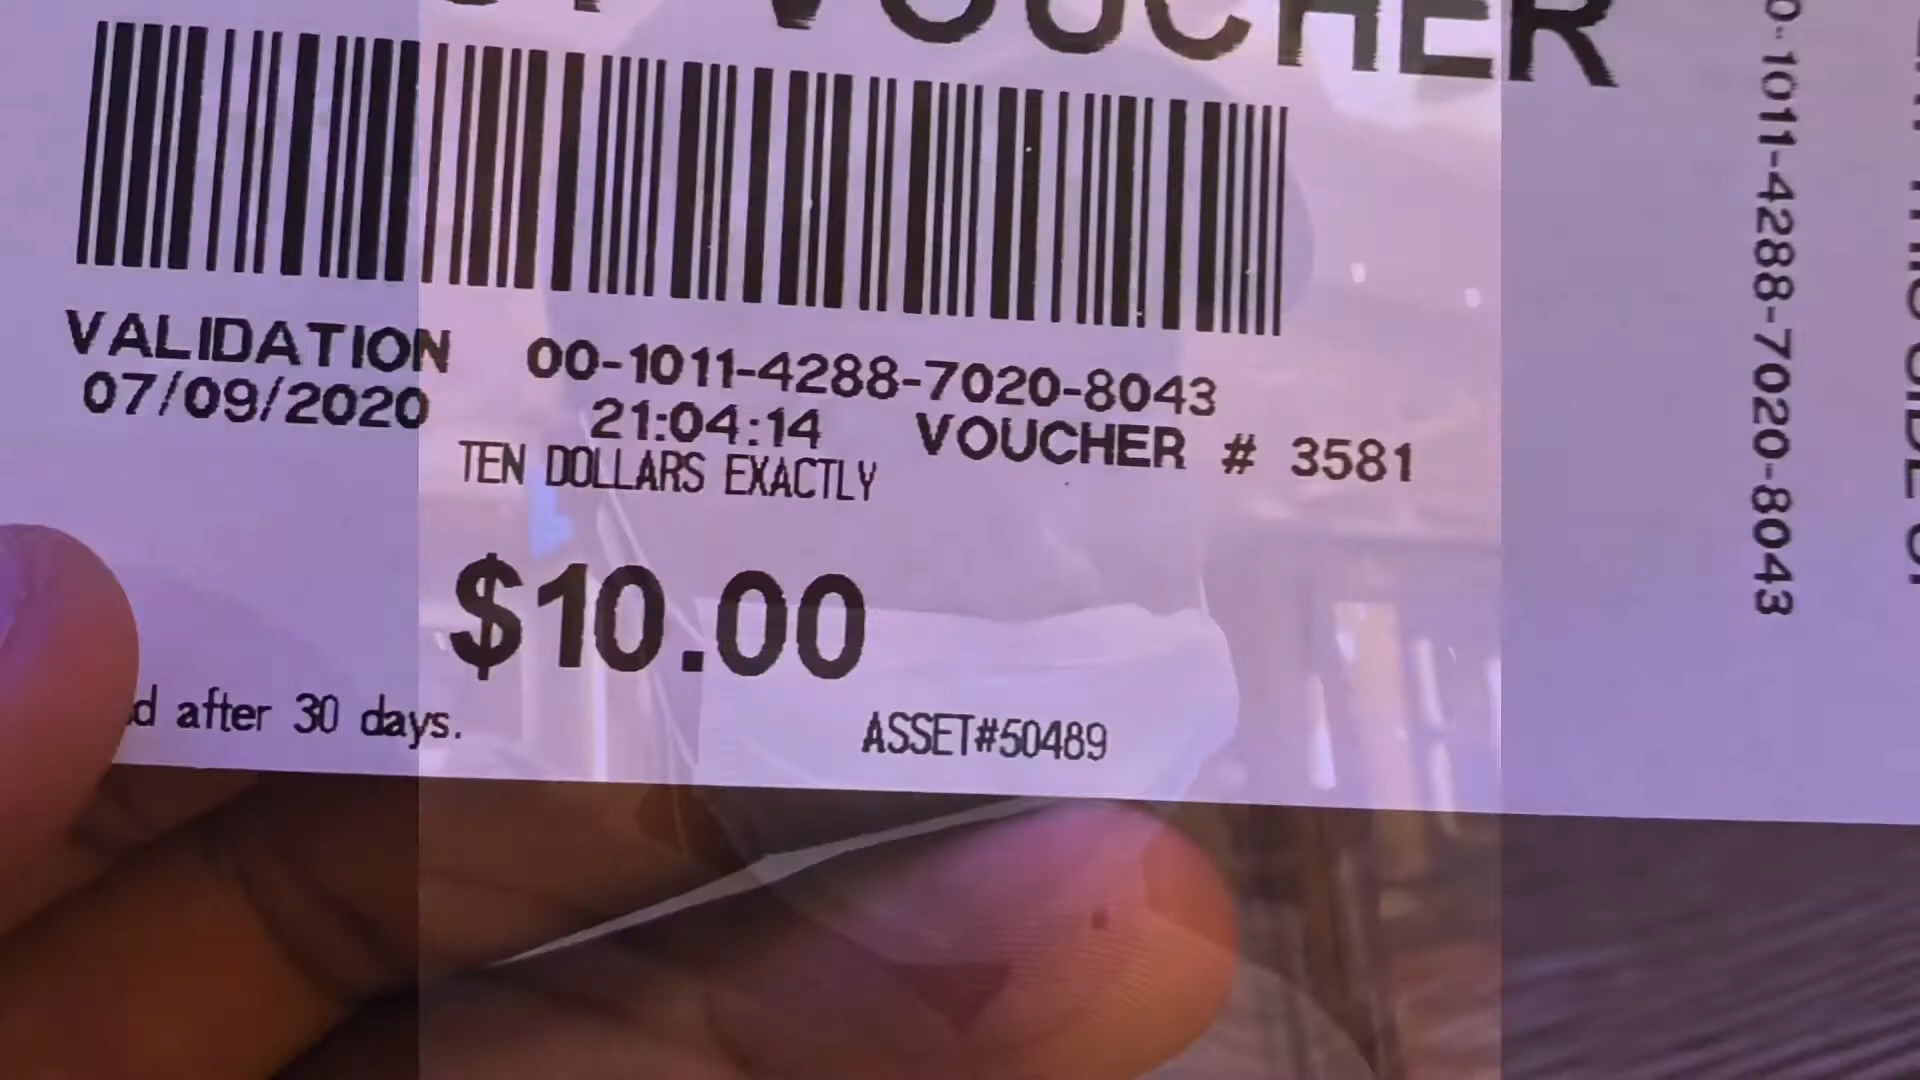 VOUCHER
VALIDATION 00-1011-4288-7020-8043
07/09/2020 21:04:14 VOUCHER # 3581
TEN DOLLARS EXACTLY
$10.00
after 30 days.
ASSET#50489
0-1011-4288-7020-8043